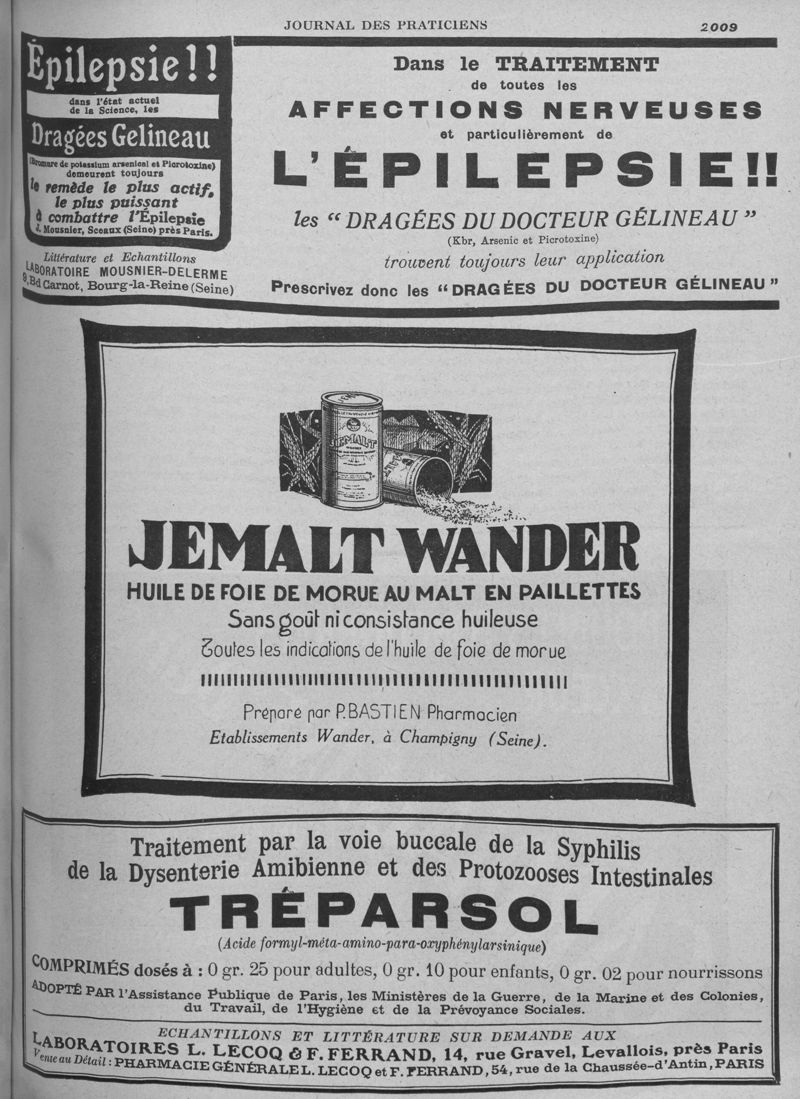 JOURNAL DES PRATICIENS 2009
Épilepsie!!
dans l'état actuel
de la Science, les
Dragées Gelineau
(Bromure de potassium arsenical et Picrotoxine)
demeurent toujours
le remède le plus actif,
le plus puissant
à combattre l'Épilepsie
J. Mousnier, Sceaux (Seine) près Paris.
Littérature et Echantillons
LABORATOIRE MOUSNIER-DELERME
9, Bd Carnot, Bourg-la-Reine (Seine)
Dans le TRAITEMENT
de toutes les
AFFECTIONS NERVEUSES
et particulièrement de
L'ÉPILEPSIE!!
les "DRAGÉES DU DOCTEUR GÉLINEAU"
(Kbr, Arsenic et Picrotoxine)
trouvent toujours leur application
Prescrivez donc les "DRAGÉES DU DOCTEUR GÉLINEAU"
JEMALT
JEMALT WANDER
HUILE DE FOIE DE MORUE AU MALT EN PAILLETTES
Sans goût ni consistance huileuse
Toutes les indications de l'huile de foie de morue
Préparé par P. BASTIEN Pharmacien
Etablissements Wander, à Champigny (Seine).
Traitement par la voie buccale de la Syphilis
de la Dysenterie Amibienne et des Protozooses Intestinales
TRÉPARSOL
(Acide formyl-méta-amino-para-oxyphénylarsinique)
COMPRIMÉS dosés à : 0 gr. 25 pour adultes, 0 gr. 10 pour enfants, 0 gr. 02 pour nourrissons
ADOPTÉ PAR l'Assistance Publique de Paris, les Ministères de la Guerre, de la Marine et des Colonies,
du Travail, de l'Hygiène et de la Prévoyance Sociales.
ECHANTILLONS ET LITTÉRATURE SUR DEMANDE AUX
LABORATOIRES L. LECOQ & F. FERRAND, 14, rue Gravel, Levallois, près Paris
Vente au Détail : PHARMACIE GÉNÉRALE L. LECOQ et F. FERRAND, 54, rue de la Chaussée-d'Antin, PARIS